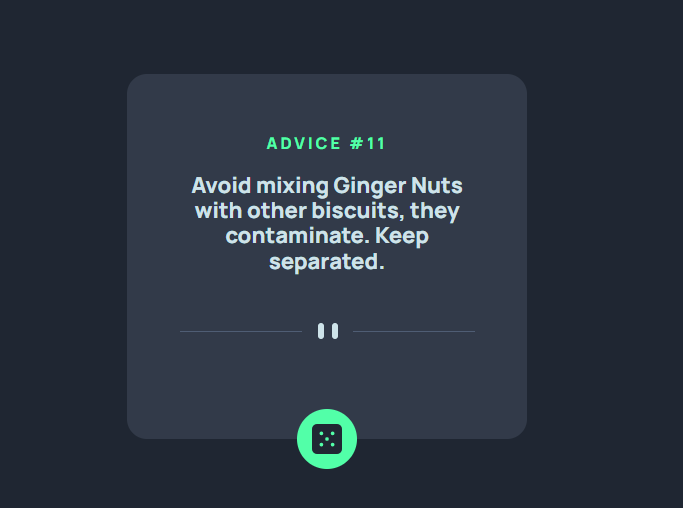 ADVICE #11
Avoid mixing Ginger Nuts
with other biscuits, they
contaminate. Keep
separated.